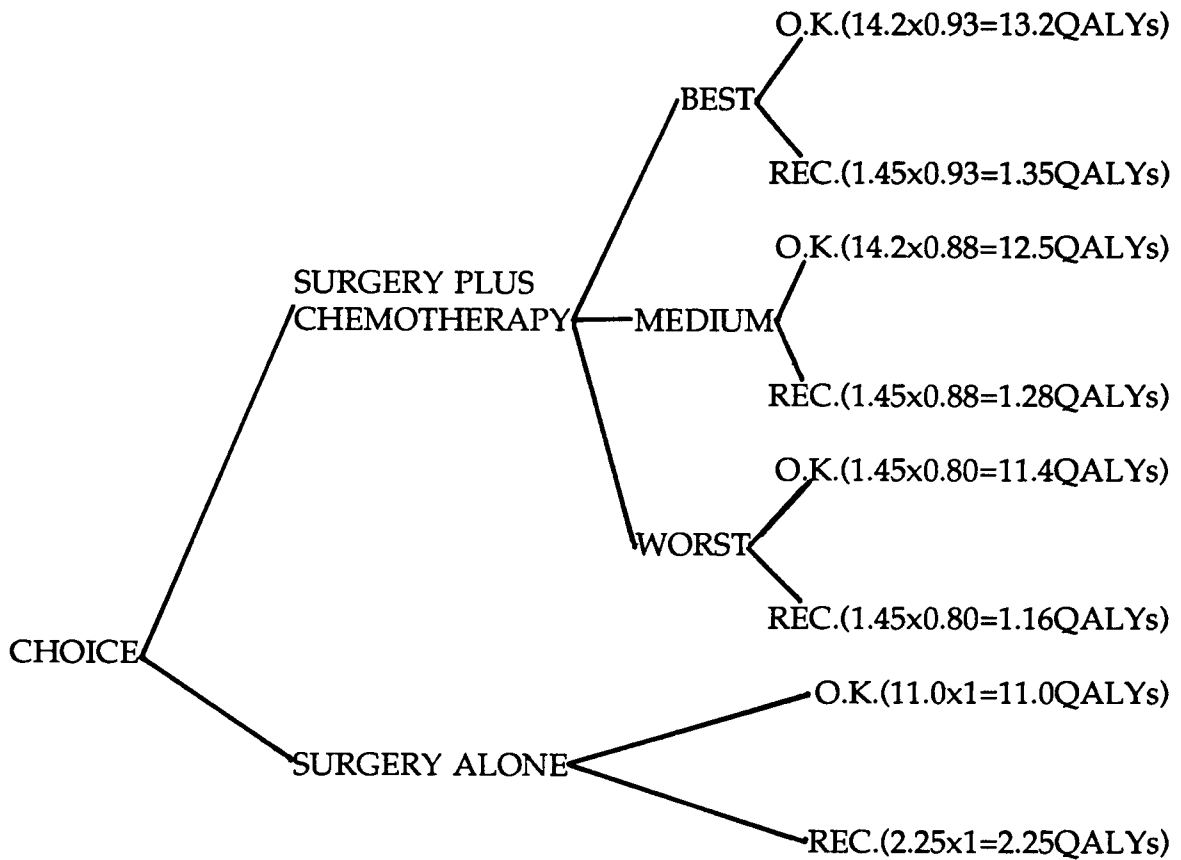 O.K.(14.2x0.93=13.2QALYs)
BEST
REC.(1.45x0.93=1.35QALYs)
O.K.(14.2x0.88=12.5QALYs)
SURGERY PLUS
CHEMOTHERAPY
MEDIUM
REC.(1.45x0.88=1.28QALYs)
O.K.(1.45x0.80=11.4QALYs)
WORST
REC.(1.45x0.80=1.16QALYs)
CHOICE
O.K.(11.0x1=11.0QALYs)
SURGERY ALONE
REC.(2.25x1=2.25QALYs)